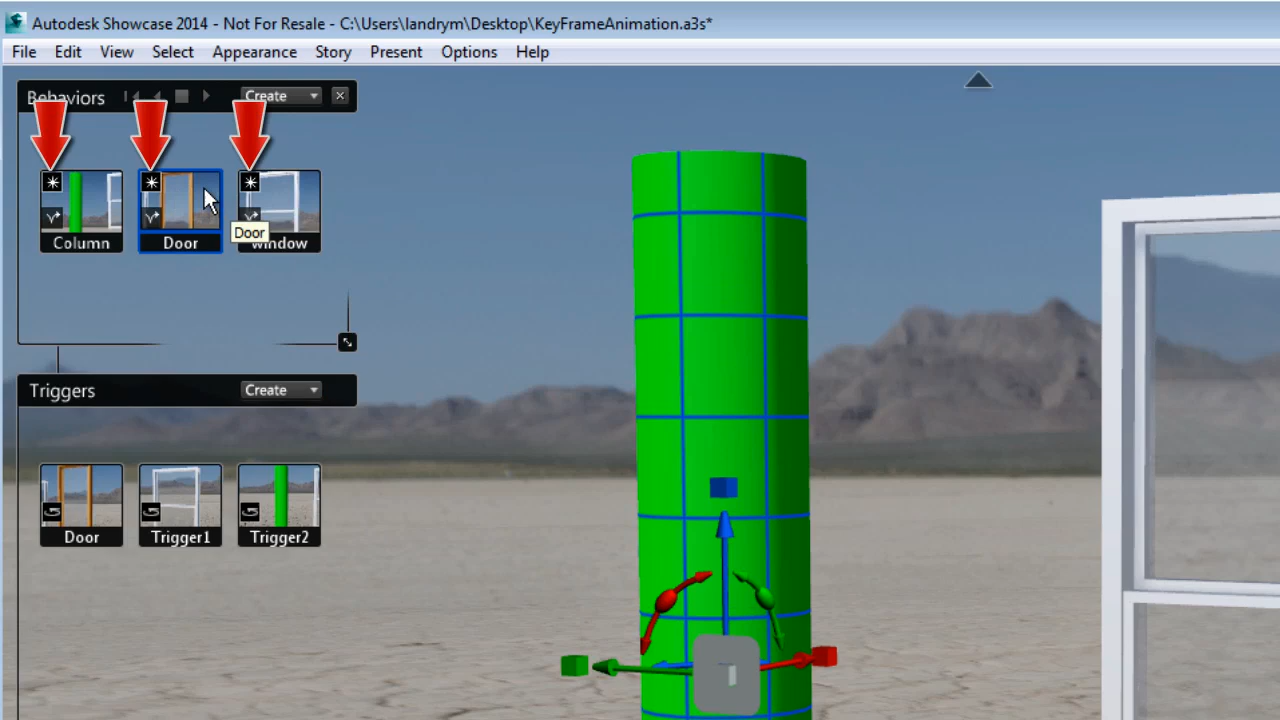 Autodesk Showcase 2014 - Not For Resale - C:\Users\landrym\Desktop\KeyFrameAnimation.a3s*
File Edit View Select Appearance Story Present Options Help
Behaviors Create
Column Door window
Door
Triggers Create
Door Trigger1 Trigger2